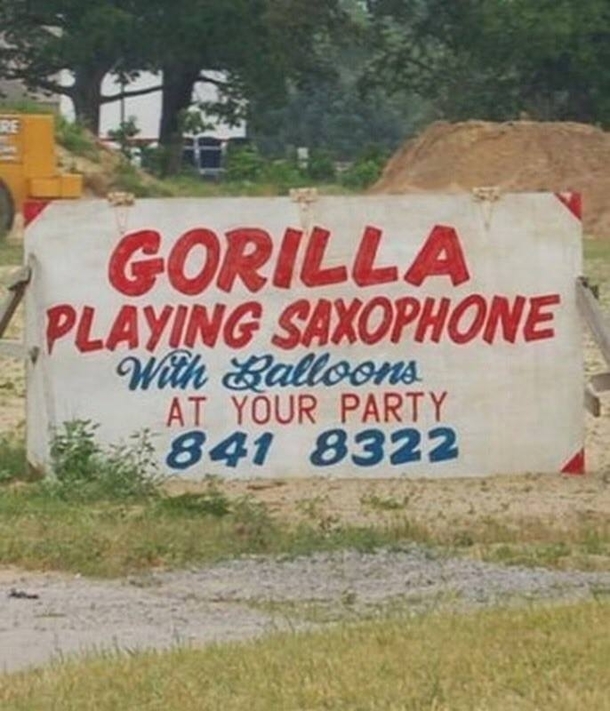 GORILLA
PLAYING SAXOPHONE
With Balloons
AT YOUR PARTY
841 8322